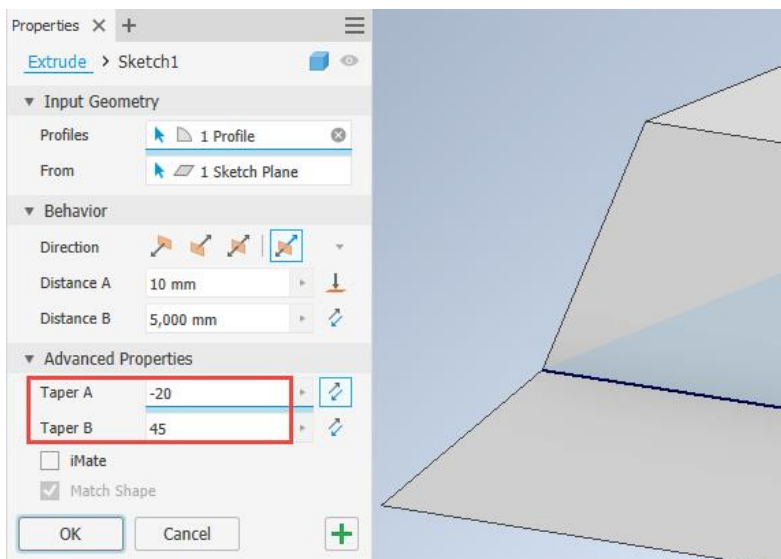 Properties
Extrude > Sketch1
Input Geometry
Profiles 1 Profile
From 1 Sketch Plane
Behavior
Direction
Distance A 10 mm
Distance B 5,000 mm
Advanced Properties
Taper A -20
Taper B 45
iMate
Match Shape
OK Cancel